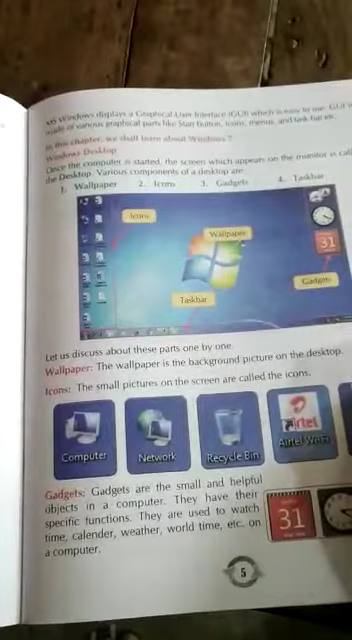 MS Windows displays a Graphical User Interface (GUI) which is easy to use. GUI is
made of various graphical parts like Start button, icons, menus, and task bar etc.
In this chapter, we shall learn about Windows 7
Windows Desktop
Once the computer is started, the screen which appears on the monitor is
the Desktop. Various components of a desktop are
1. Wallpaper 2. Icons 3. Gadgets 4. Taskbar
Icons
Wallpaper
31
Gadgets
Taskbar
Let us discuss about these parts one by one.
Wallpaper: The wallpaper is the background picture on the desktop.
Icons: The small pictures on the screen are called the icons.
Computer Network Recycle Bin airtel Airtel
Gadgets: Gadgets are the small and helpful
objects in a computer. They have their
specific functions. They are used to watch
time, calender, weather, world time, etc. on
a computer.
31
5